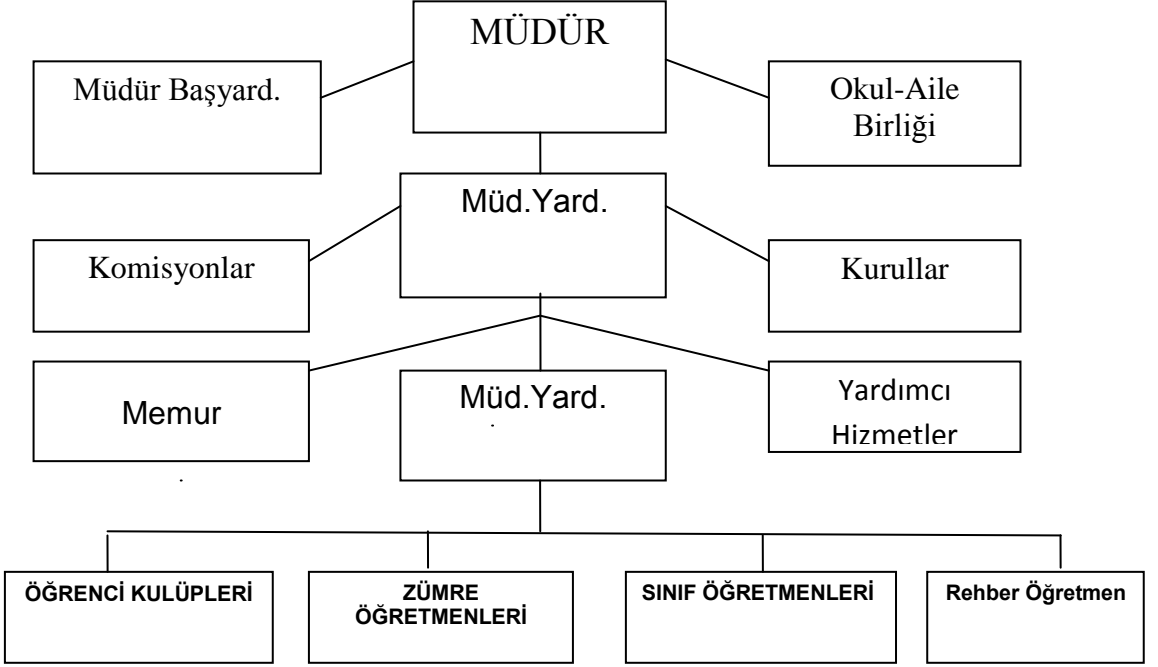 MÜDÜR
Müdür Başyard.
Okul-Aile
Birliği
Müd.Yard.
Komisyonlar
Kurullar
Memur
Müd.Yard.
Yardımcı
Hizmetler
ÖĞRENCİ KULÜPLERİ
ZÜMRE
ÖĞRETMENLERİ
SINIF ÖĞRETMENLERİ
Rehber Öğretmen